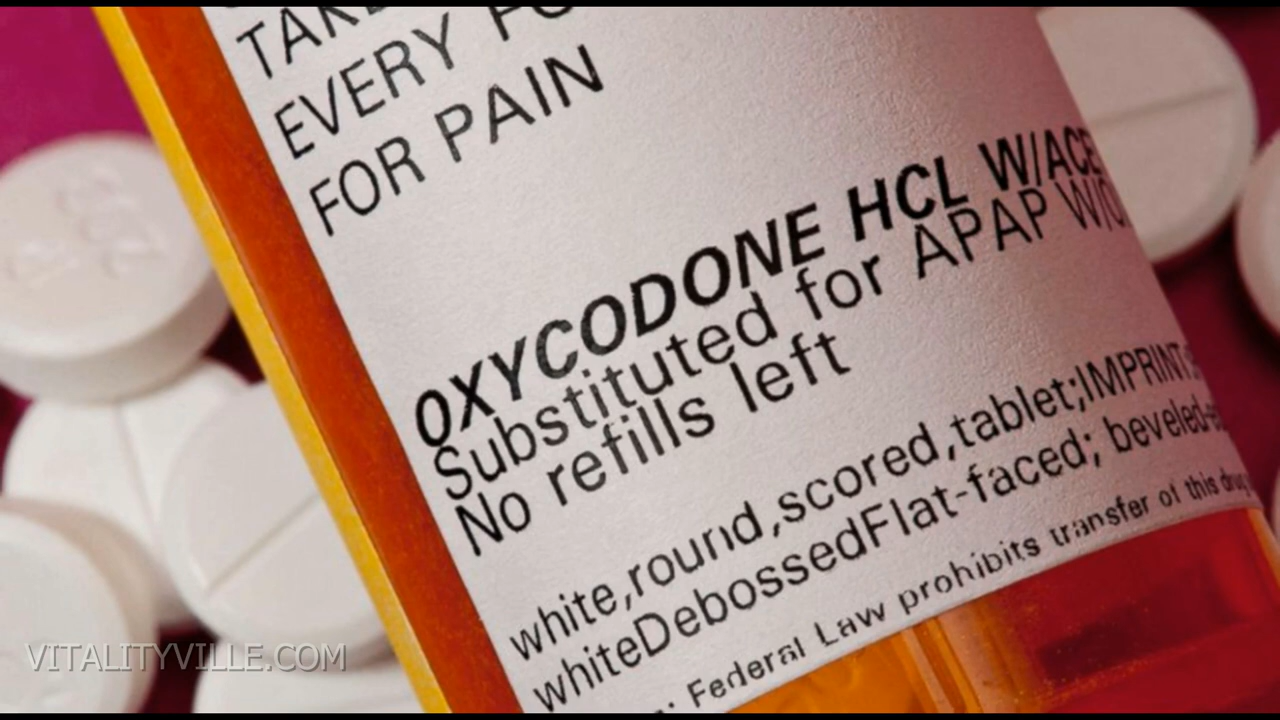 EVERY
FOR PAIN
OXYCODONE HCL
Substituted for APAP
No refills left
white,round,scored,tablet;IMPRINT:
whiteDebossedFlat-faced; beveled
Federal Law prohibits transfer of this drug
VITALITYVILLE.COM